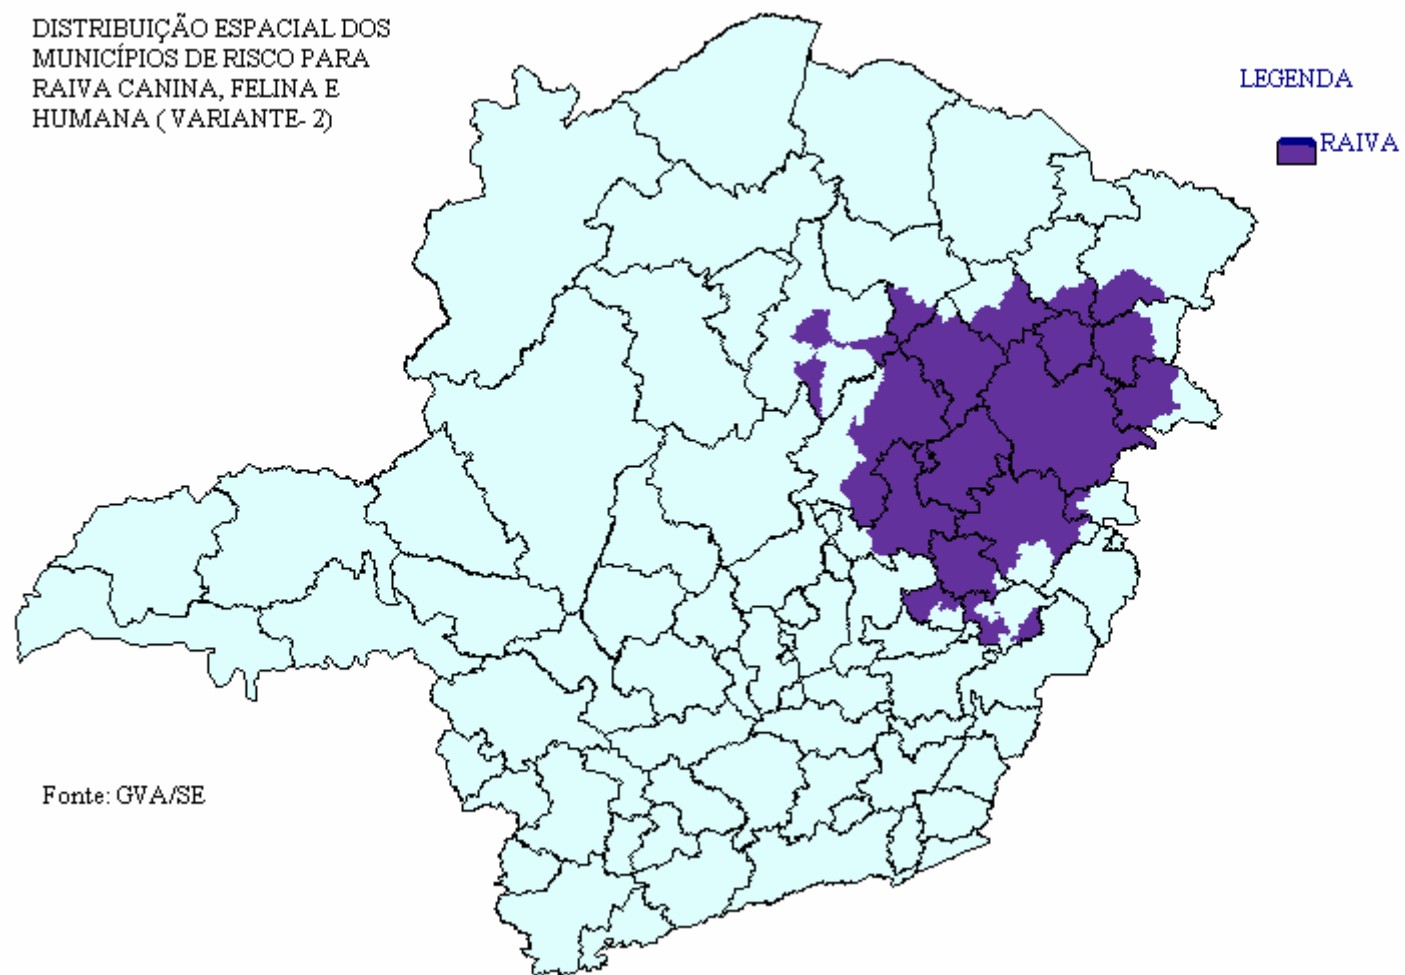 DISTRIBUIÇÃO ESPACIAL DOS
MUNICÍPIOS DE RISCO PARA
RAIVA CANINA, FELINA E
HUMANA ( VARIANTE- 2)
LEGENDA
RAIVA
Fonte: GVA/SE